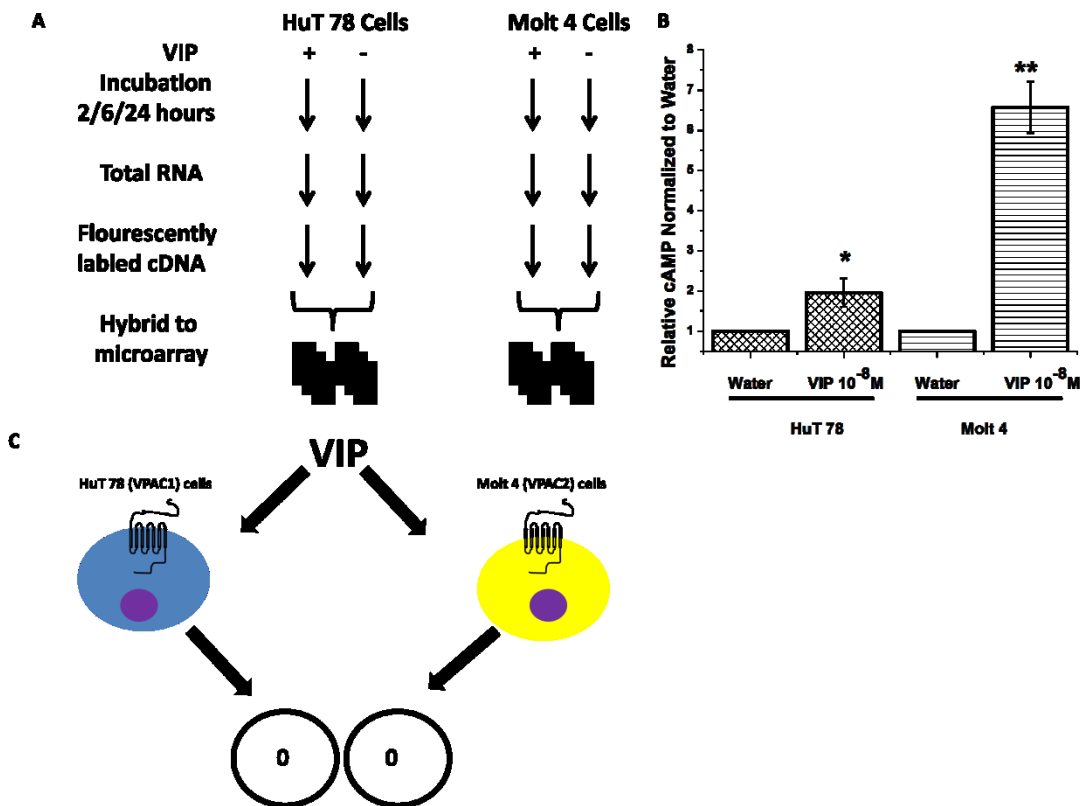 A
HuT 78 Cells
Molt 4 Cells
VIP
+
-
+
-
Incubation
2/6/24 hours
Total RNA
Flourescently
labled cDNA
Hybrid to
microarray
B
Relative cAMP Normalized to Water
8
7
6
5
4
3
2
1
*
**
Water
VIP 10⁻⁸M
Water
VIP 10⁻⁸M
HuT 78
Molt 4
C
VIP
HuT 78 (VPAC1) cells
Molt 4 (VPAC2) cells
0
0